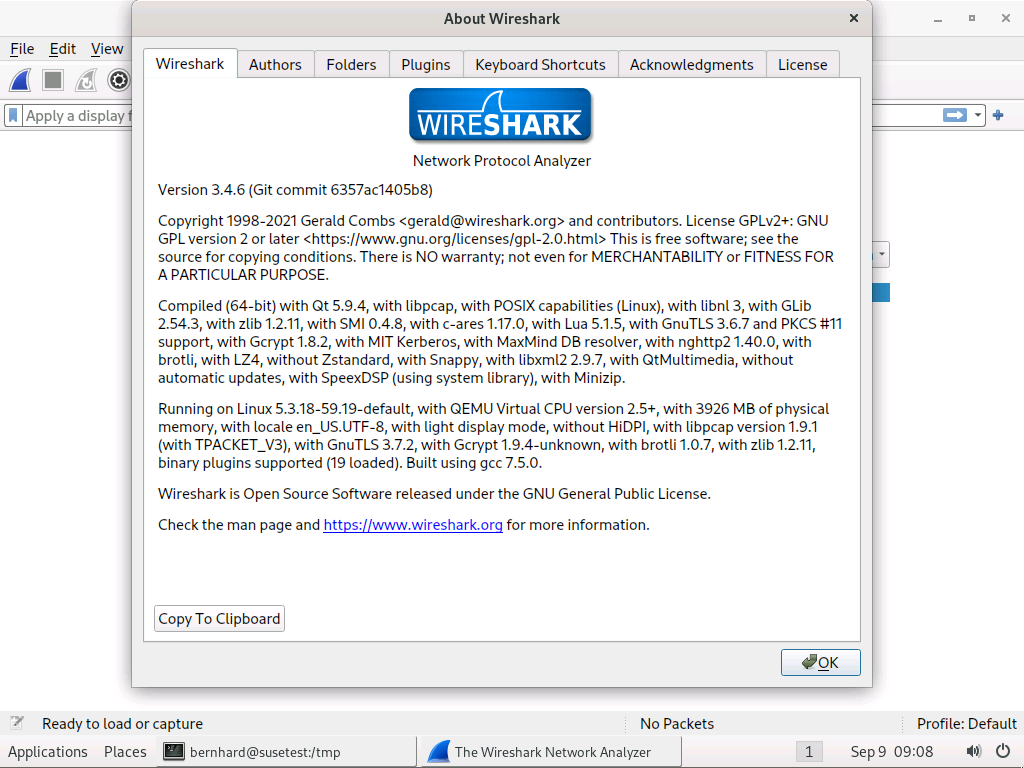 About Wireshark
File Edit View
Wireshark Authors Folders Plugins Keyboard Shortcuts Acknowledgments License
Apply a display f
WIRESHARK
Network Protocol Analyzer
Version 3.4.6 (Git commit 6357ac1405b8)
Copyright 1998-2021 Gerald Combs <gerald@wireshark.org> and contributors. License GPLv2+: GNU
GPL version 2 or later <https://www.gnu.org/licenses/gpl-2.0.html> This is free software; see the
source for copying conditions. There is NO warranty; not even for MERCHANTABILITY or FITNESS FOR
A PARTICULAR PURPOSE.
Compiled (64-bit) with Qt 5.9.4, with libpcap, with POSIX capabilities (Linux), with libnl 3, with GLib
2.54.3, with zlib 1.2.11, with SMI 0.4.8, with c-ares 1.17.0, with Lua 5.1.5, with GnuTLS 3.6.7 and PKCS #11
support, with Gcrypt 1.8.2, with MIT Kerberos, with MaxMind DB resolver, with nghttp2 1.40.0, with
brotli, with LZ4, without Zstandard, with Snappy, with libxml2 2.9.7, with QtMultimedia, without
automatic updates, with SpeexDSP (using system library), with Minizip.
Running on Linux 5.3.18-59.19-default, with QEMU Virtual CPU version 2.5+, with 3926 MB of physical
memory, with locale en_US.UTF-8, with light display mode, without HiDPI, with libpcap version 1.9.1
(with TPACKET_V3), with GnuTLS 3.7.2, with Gcrypt 1.9.4-unknown, with brotli 1.0.7, with zlib 1.2.11,
binary plugins supported (19 loaded). Built using gcc 7.5.0.
Wireshark is Open Source Software released under the GNU General Public License.
Check the man page and https://www.wireshark.org for more information.
Copy To Clipboard
OK
Ready to load or capture No Packets Profile: Default
Applications Places bernhard@susetest:/tmp The Wireshark Network Analyzer 1 Sep 9 09:08